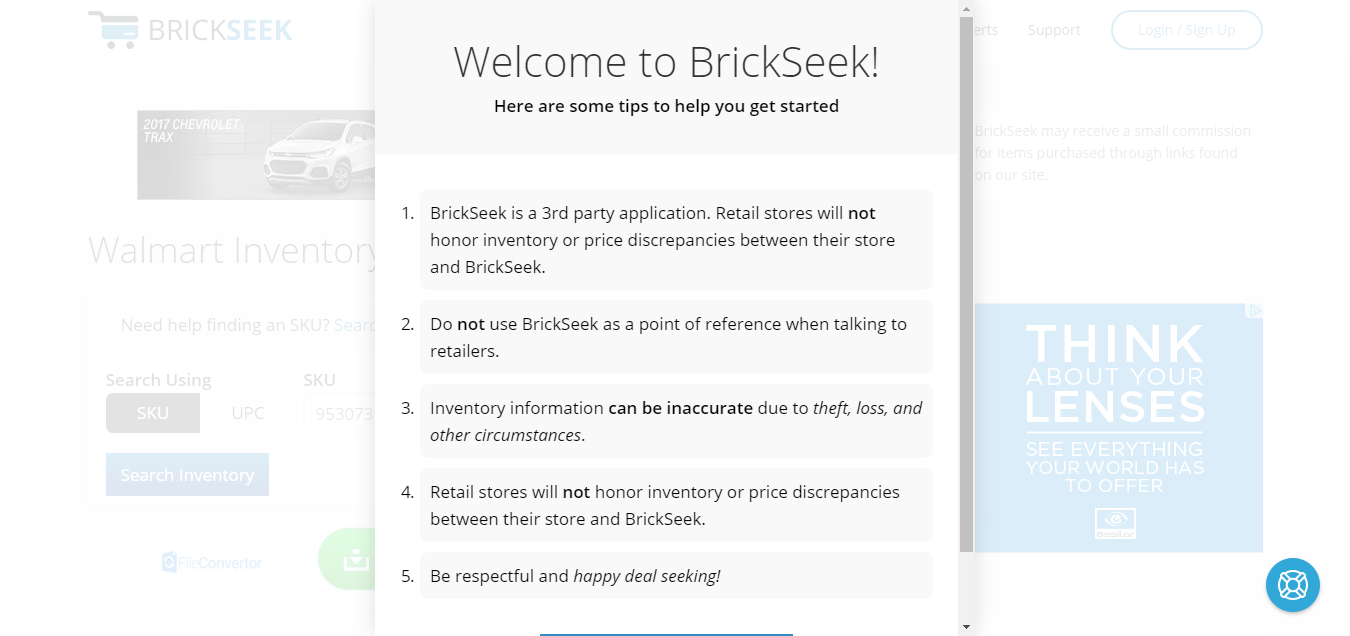 BRICKSEEK
erts
Support
Login / Sign Up
Welcome to BrickSeek!
Here are some tips to help you get started
2017 CHEVROLET
TRAX
BrickSeek may receive a small commission
for items purchased through links found
on our site.
1. BrickSeek is a 3rd party application. Retail stores will not
honor inventory or price discrepancies between their store
and BrickSeek.
Walmart Inventory
2. Do not use BrickSeek as a point of reference when talking to
retailers.
Need help finding an SKU? Searc
Search Using
SKU
SKU
UPC
953073
3. Inventory information can be inaccurate due to theft, loss, and
other circumstances.
Search Inventory
4. Retail stores will not honor inventory or price discrepancies
between their store and BrickSeek.
FileConvertor
5. Be respectful and happy deal seeking!
THINK
ABOUT YOUR
LENSES
SEE EVERYTHING
YOUR WORLD HAS
TO OFFER
essilor